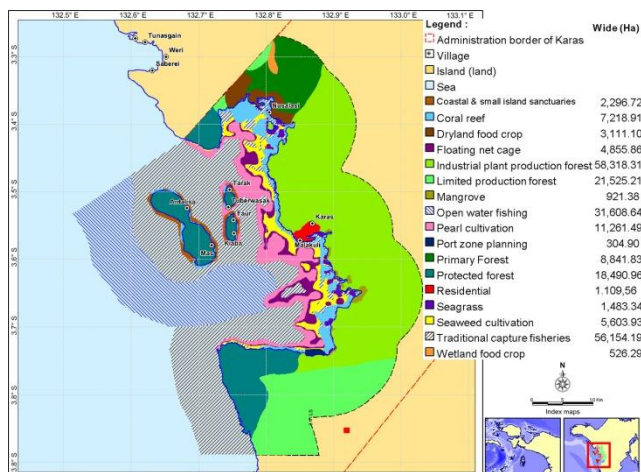 132.5°E 132.6°E 132.7°E 132.8°E 132.9°E 133.0°E 133.1°E
3.3°S
3.4°S
3.5°S
3.6°S
3.7°S
3.8°S
Tunasgain
Weri
Saberei
Antalisa
Mas
Tarak
Tuberwasak
Faur
Kiaba
Karas
Malakuli
Legend : Wide (Ha)
Administration border of Karas
Village
Island (land)
Sea
Coastal & small island sanctuaries 2,296.72
Coral reef 7,218.91
Dryland food crop 3,111.10
Floating net cage 4,855.86
Industrial plant production forest 58,318.31
Limited production forest 21,525.21
Mangrove 921.38
Open water fishing 31,608.64
Pearl cultivation 11,261.49
Port zone planning 304.90
Primary Forest 8,841.83
Protected forest 18,490.96
Residential 1.109,56
Seagrass 1,483.34
Seaweed cultivation 5,603.93
Traditional capture fisheries 56,154.19
Wetland food crop 526.29
N
0 5 10 Km
Index maps